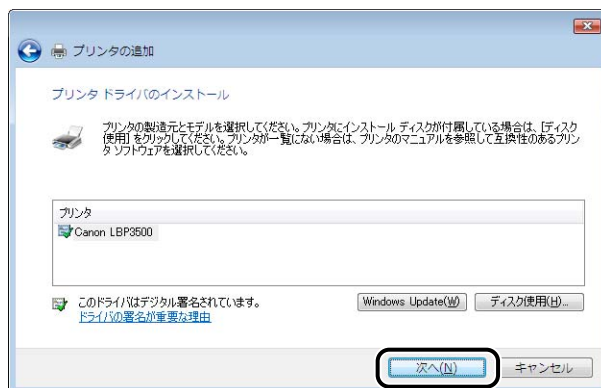 プリンタの追加
プリンタ ドライバのインストール
プリンタの製造元とモデルを選択してください。プリンタにインストール ディスクが付属している場合は、[ディスク
使用] をクリックしてください。プリンタが一覧にない場合は、プリンタのマニュアルを参照して互換性のあるプリン
タ ソフトウェアを選択してください。
プリンタ
Canon LBP3500
このドライバはデジタル署名されています。
ドライバの署名が重要な理由
Windows Update(W)
ディスク使用(H)...
次へ(N)
キャンセル